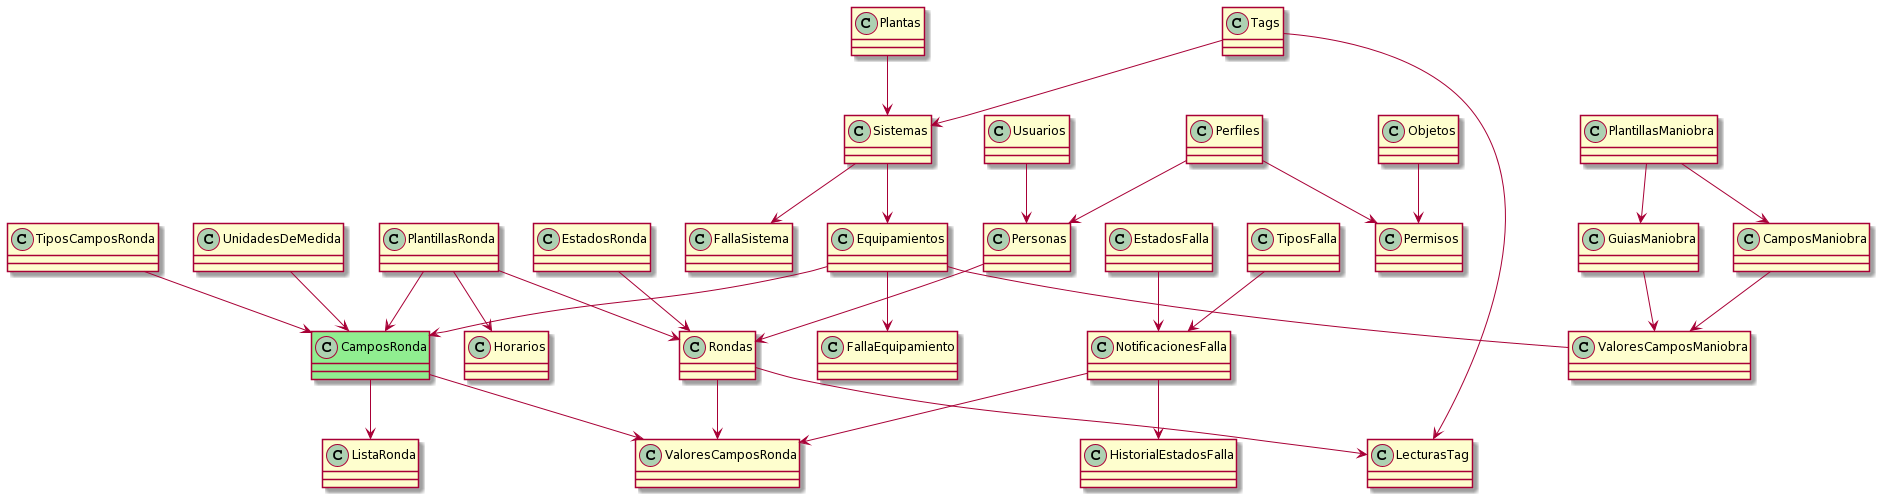 C Plantas
C Tags
C Sistemas
C Usuarios
C Perfiles
C Objetos
C PlantillasManiobra
C TiposCamposRonda
C UnidadesDeMedida
C PlantillasRonda
C EstadosRonda
C FallaSistema
C Equipamientos
C Personas
C EstadosFalla
C TiposFalla
C Permisos
C GuiasManiobra
C CamposManiobra
C CamposRonda
C Horarios
C Rondas
C FallaEquipamiento
C NotificacionesFalla
C ValoresCamposManiobra
C ListaRonda
C ValoresCamposRonda
C HistorialEstadosFalla
C LecturasTag